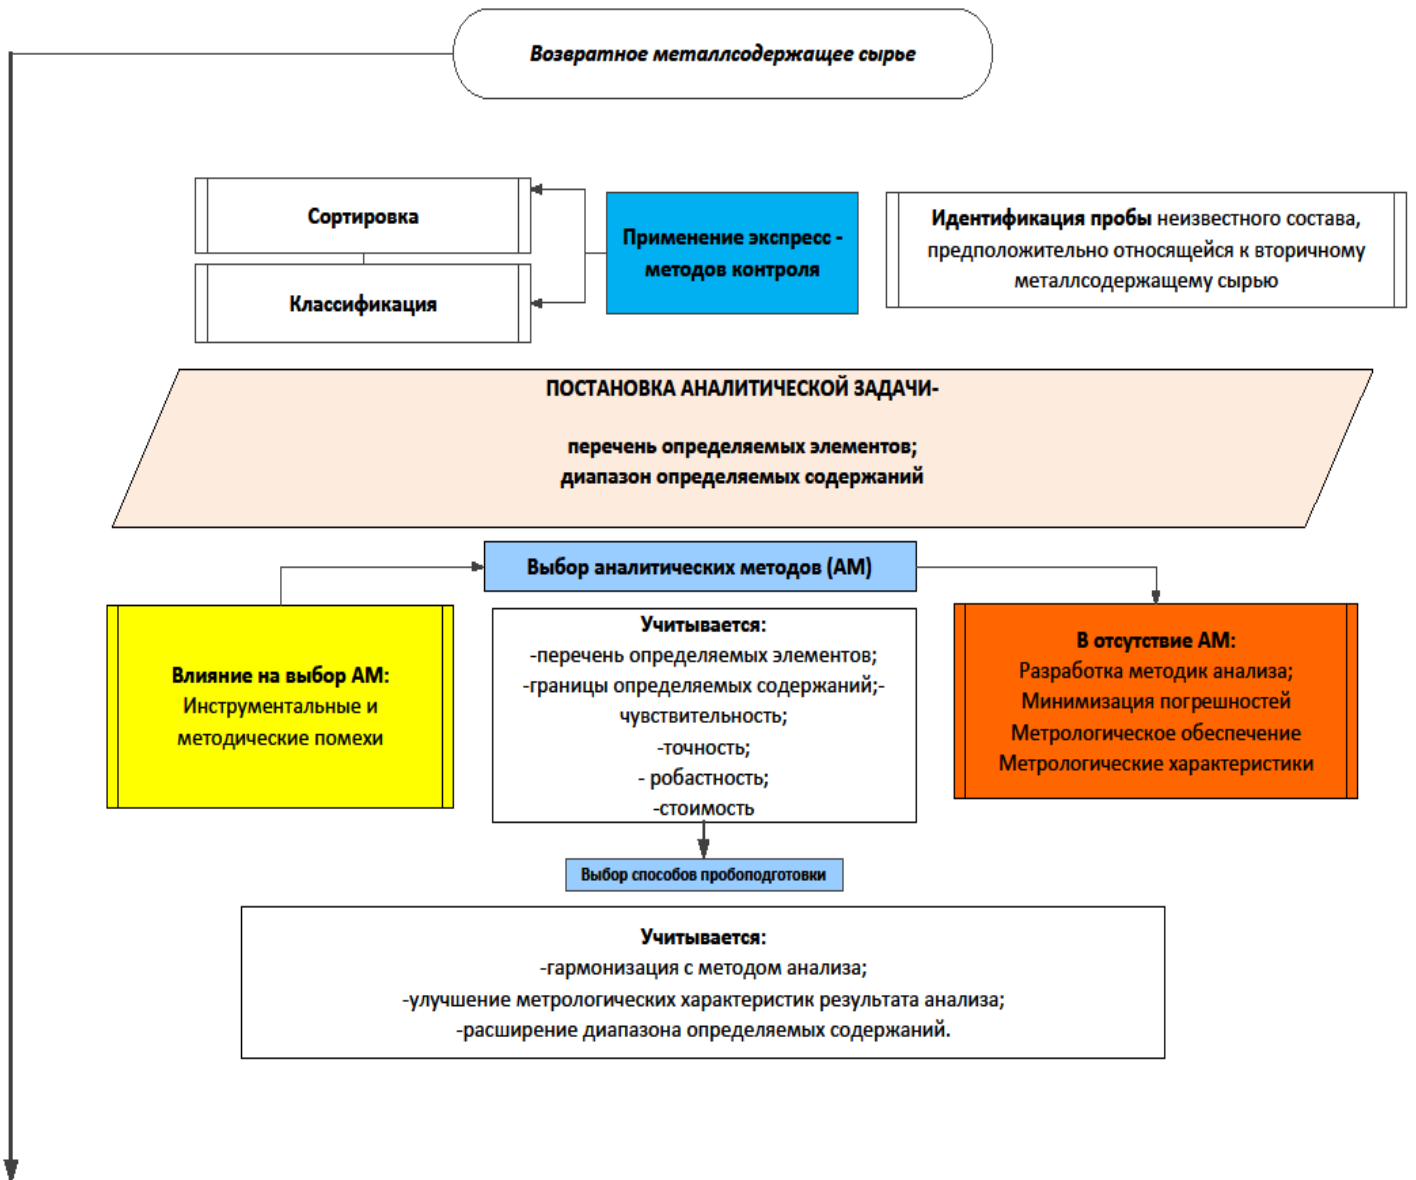 Возвратное металлсодержащее сырье
Сортировка
Классификация
Применение экспресс -
методов контроля
Идентификация пробы неизвестного состава,
предположительно относящейся к вторичному
металлсодержащему сырью
ПОСТАНОВКА АНАЛИТИЧЕСКОЙ ЗАДАЧИ-
перечень определяемых элементов;
диапазон определяемых содержаний
Выбор аналитических методов (АМ)
Влияние на выбор АМ:
Инструментальные и
методические помехи
Учитывается:
-перечень определяемых элементов;
-границы определяемых содержаний;-
чувствительность;
-точность;
- робастность;
-стоимость
В отсутствие АМ:
Разработка методик анализа;
Минимизация погрешностей
Метрологическое обеспечение
Метрологические характеристики
Выбор способов пробоподготовки
Учитывается:
-гармонизация с методом анализа;
-улучшение метрологических характеристик результата анализа;
-расширение диапазона определяемых содержаний.